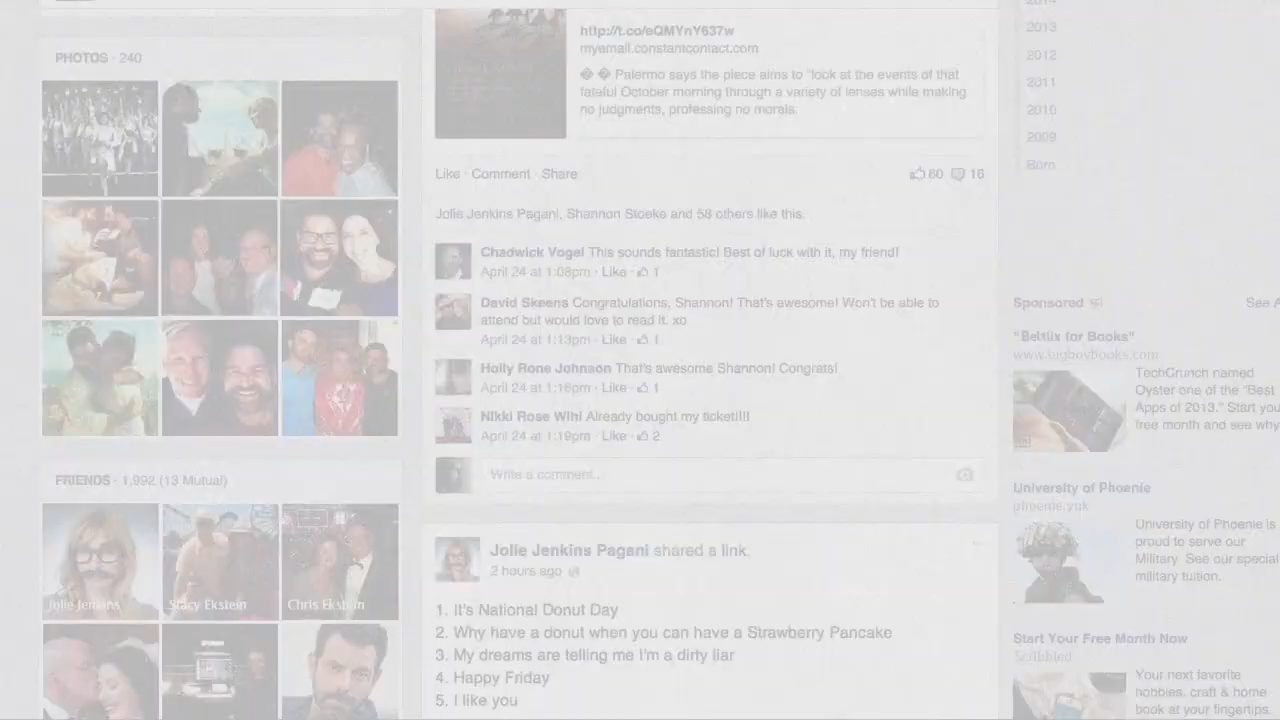 PHOTOS · 240
FRIENDS · 1,992 (13 Mutual)
Jolie Jenkins
Stacy Ekstein
Chris Ekstein
http://t.co/eQMYnY637w
myemail.constantcontact.com
� � Palermo says the piece aims to "look at the events of that
fateful October morning through a variety of lenses while making
no judgments, professing no morals.
Like · Comment · Share
80
16
Jolie Jenkins Pagani, Shannon Stoeke and 58 others like this.
Chadwick Vogel This sounds fantastic! Best of luck with it, my friend!
April 24 at 1:08pm · Like · 1
David Skeens Congratulations, Shannon! That's awesome! Won't be able to
attend but would love to read it. xo
April 24 at 1:13pm · Like · 1
Holly Rone Johnson That's awesome Shannon! Congrats!
April 24 at 1:16pm · Like · 1
Nikki Rose Wihl Already bought my ticket!!!!
April 24 at 1:19pm · Like · 2
Write a comment...
Jolie Jenkins Pagani shared a link.
2 hours ago
1. It's National Donut Day
2. Why have a donut when you can have a Strawberry Pancake
3. My dreams are telling me I'm a dirty liar
4. Happy Friday
5. I like you
2014
2013
2012
2011
2010
2009
Born
Sponsored
See
"Betflix for Books"
www.bigboybooks.com
TechCrunch named
Oyster one of the "Best
Apps of 2013." Start you
free month and see why
University of Phoenie
phoenie.yuk
University of Phoenie is
proud to serve our
Military. See our special
military tuition.
Start Your Free Month Now
Scribbled
Your next favorite
hobbies, craft & home
book at your fingertips.